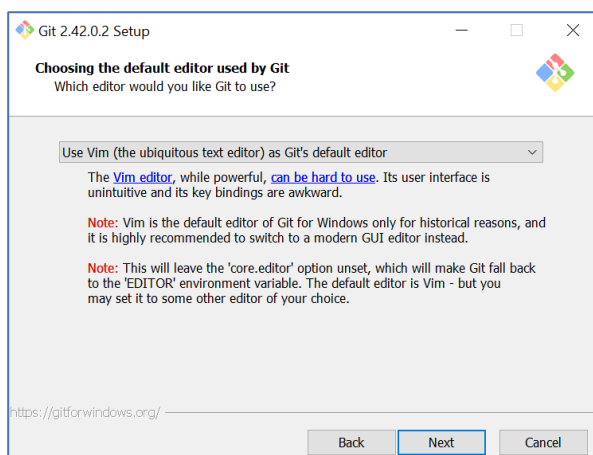 Git 2.42.0.2 Setup
Choosing the default editor used by Git
Which editor would you like Git to use?
Use Vim (the ubiquitous text editor) as Git's default editor
The Vim editor, while powerful, can be hard to use. Its user interface is
unintuitive and its key bindings are awkward.
Note: Vim is the default editor of Git for Windows only for historical reasons, and
it is highly recommended to switch to a modern GUI editor instead.
Note: This will leave the 'core.editor' option unset, which will make Git fall back
to the 'EDITOR' environment variable. The default editor is Vim - but you
may set it to some other editor of your choice.
https://gitforwindows.org/
Back Next Cancel